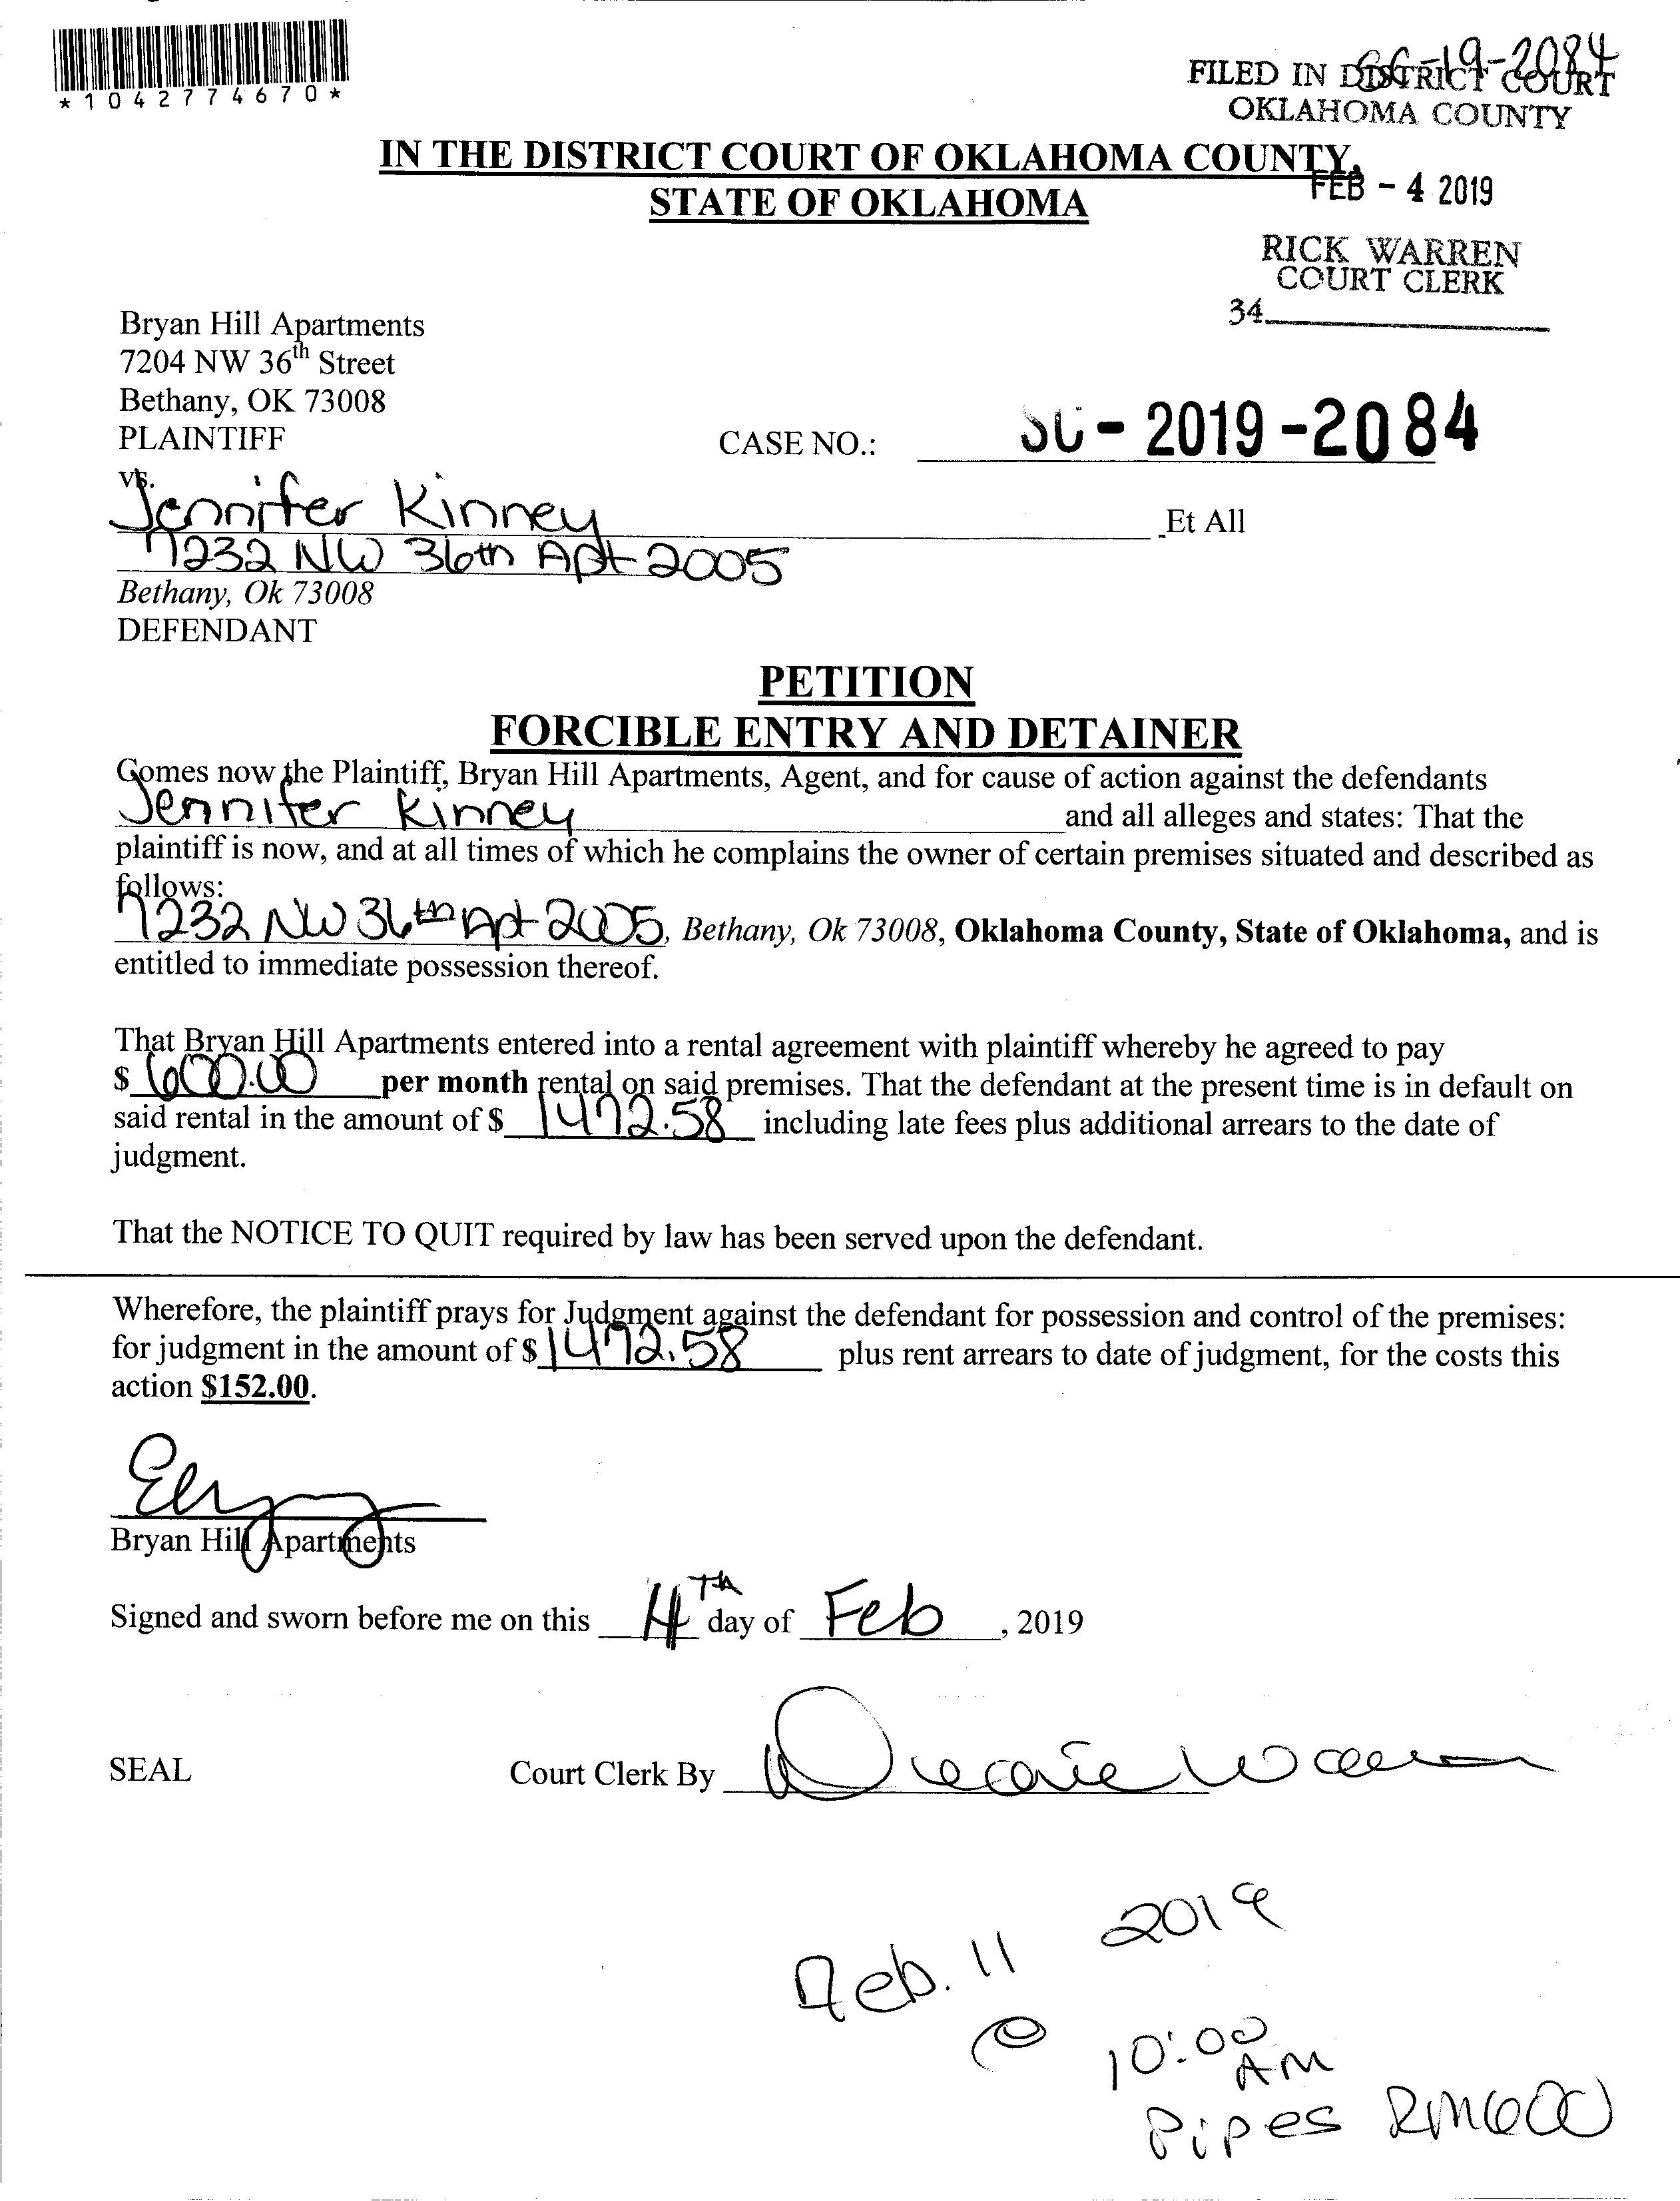 *1042774670*
SC-19-2084
FILED IN DISTRICT COURT
OKLAHOMA COUNTY
IN THE DISTRICT COURT OF OKLAHOMA COUNTY,
STATE OF OKLAHOMA
FEB - 4 2019
RICK WARREN
COURT CLERK
34
Bryan Hill Apartments
7204 NW 36th Street
Bethany, OK 73008
PLAINTIFF
CASE NO.: SC - 2019 - 2084
vs.
Jennifer Kinney Et All
7232 NW 36th Apt 2005
Bethany, Ok 73008
DEFENDANT
PETITION
FORCIBLE ENTRY AND DETAINER
Comes now the Plaintiff, Bryan Hill Apartments, Agent, and for cause of action against the defendants
Jennifer Kinney and all alleges and states: That the
plaintiff is now, and at all times of which he complains the owner of certain premises situated and described as
follows:
7232 NW 36th Apt 2005, Bethany, Ok 73008, Oklahoma County, State of Oklahoma, and is
entitled to immediate possession thereof.
That Bryan Hill Apartments entered into a rental agreement with plaintiff whereby he agreed to pay
$ 600.00 per month rental on said premises. That the defendant at the present time is in default on
said rental in the amount of $ 1472.58 including late fees plus additional arrears to the date of
judgment.
That the NOTICE TO QUIT required by law has been served upon the defendant.
Wherefore, the plaintiff prays for Judgment against the defendant for possession and control of the premises:
for judgment in the amount of $ 1472.58 plus rent arrears to date of judgment, for the costs this
action $152.00.
Bryan Hill Apartments
Signed and sworn before me on this 4TH day of Feb, 2019
SEAL Court Clerk By
Feb. 11 2019
@ 10:00
AM
Pipes RM600